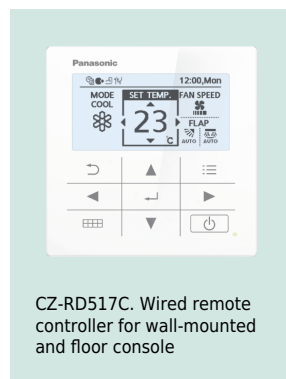 Panasonic
12:00,Mon
MODE
COOL
SET TEMP.
FAN SPEED
23
°C
FLAP
AUTO AUTO
CZ-RD517C. Wired remote
controller for wall-mounted
and floor console